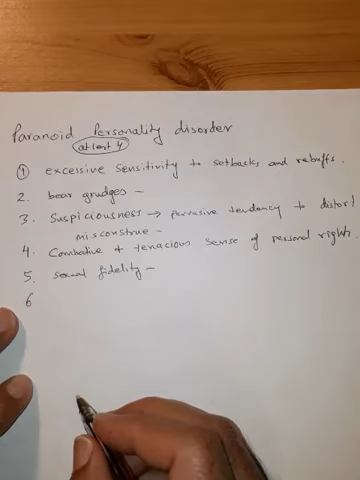 Paranoid Personality disorder
at least 4
① excessive sensitivity to setbacks and rebuffs.
2. bear grudges –
3. Suspiciousness → pervasive tendency to distort
misconstrue –
4. Combative + tenacious sense of personal rights.
5. sexual fidelity –
6